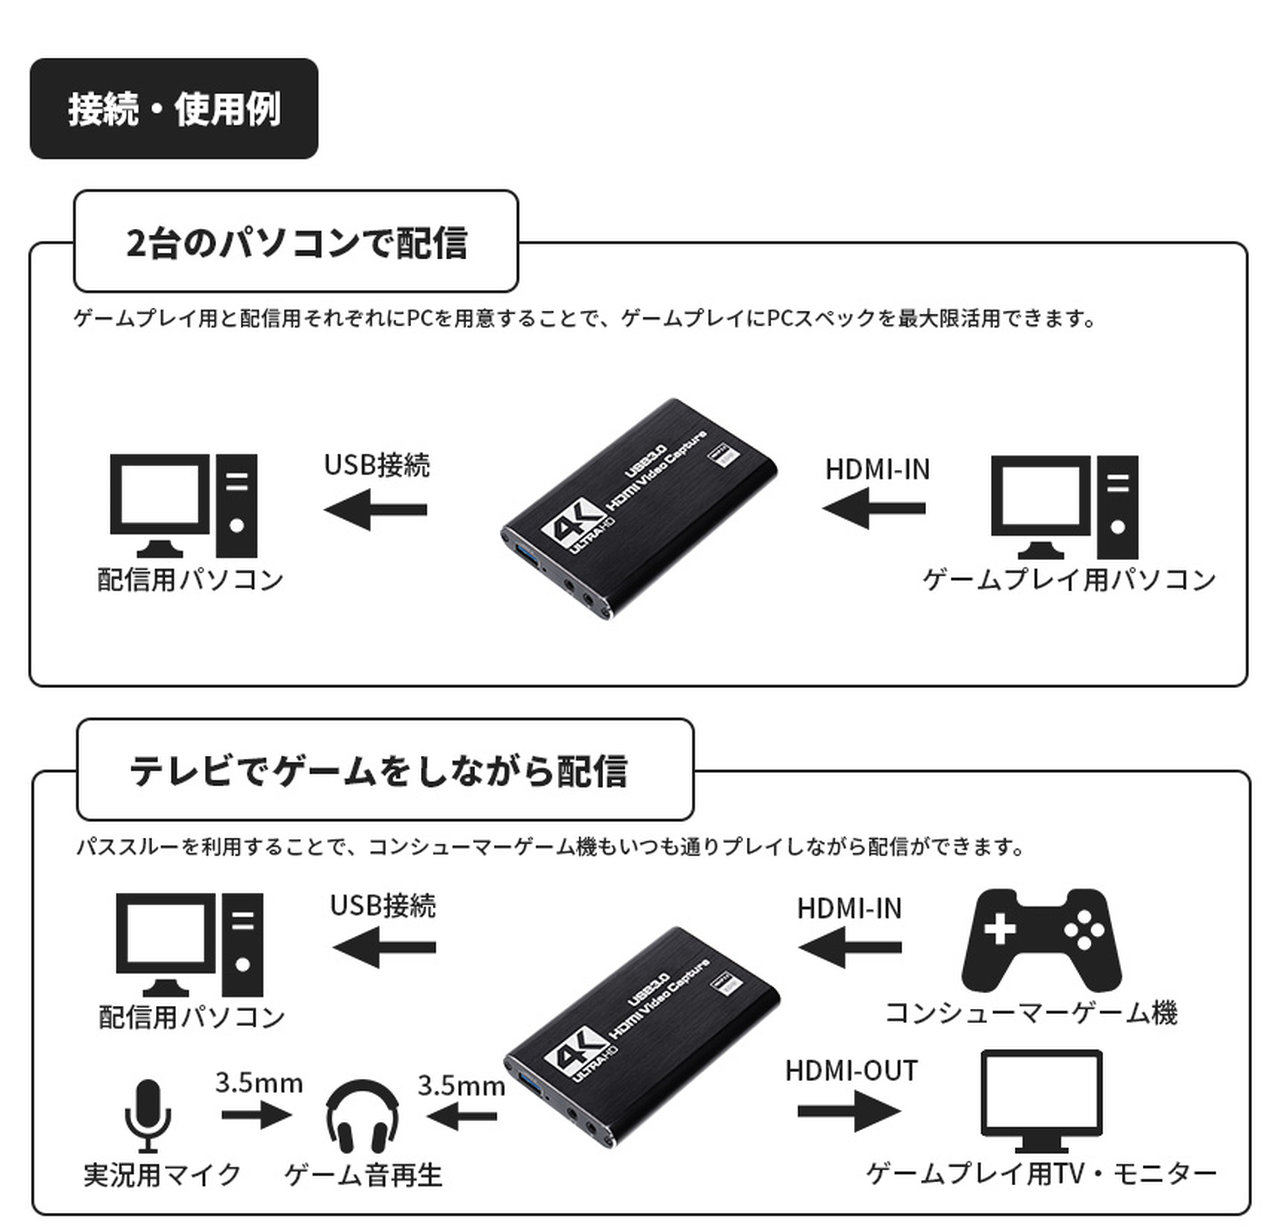 接続・使用例
2台のパソコンで配信
ゲームプレイ用と配信用それぞれにPCを用意することで、ゲームプレイにPCスペックを最大限活用できます。
USB接続
HDMI-IN
USB3.0
HDMI Video Capture
4K
ULTRA HD
配信用パソコン
ゲームプレイ用パソコン
テレビでゲームをしながら配信
パススルーを利用することで、コンシューマーゲーム機もいつも通りプレイしながら配信ができます。
USB接続
HDMI-IN
配信用パソコン
コンシューマーゲーム機
USB3.0
HDMI Video Capture
4K
ULTRA HD
3.5mm
3.5mm
HDMI-OUT
実況用マイク
ゲーム音再生
ゲームプレイ用TV・モニター